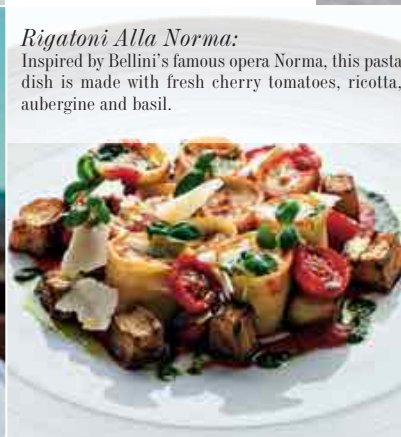 Rigatoni Alla Norma:
Inspired by Bellini's famous opera Norma, this pasta
dish is made with fresh cherry tomatoes, ricotta,
aubergine and basil.